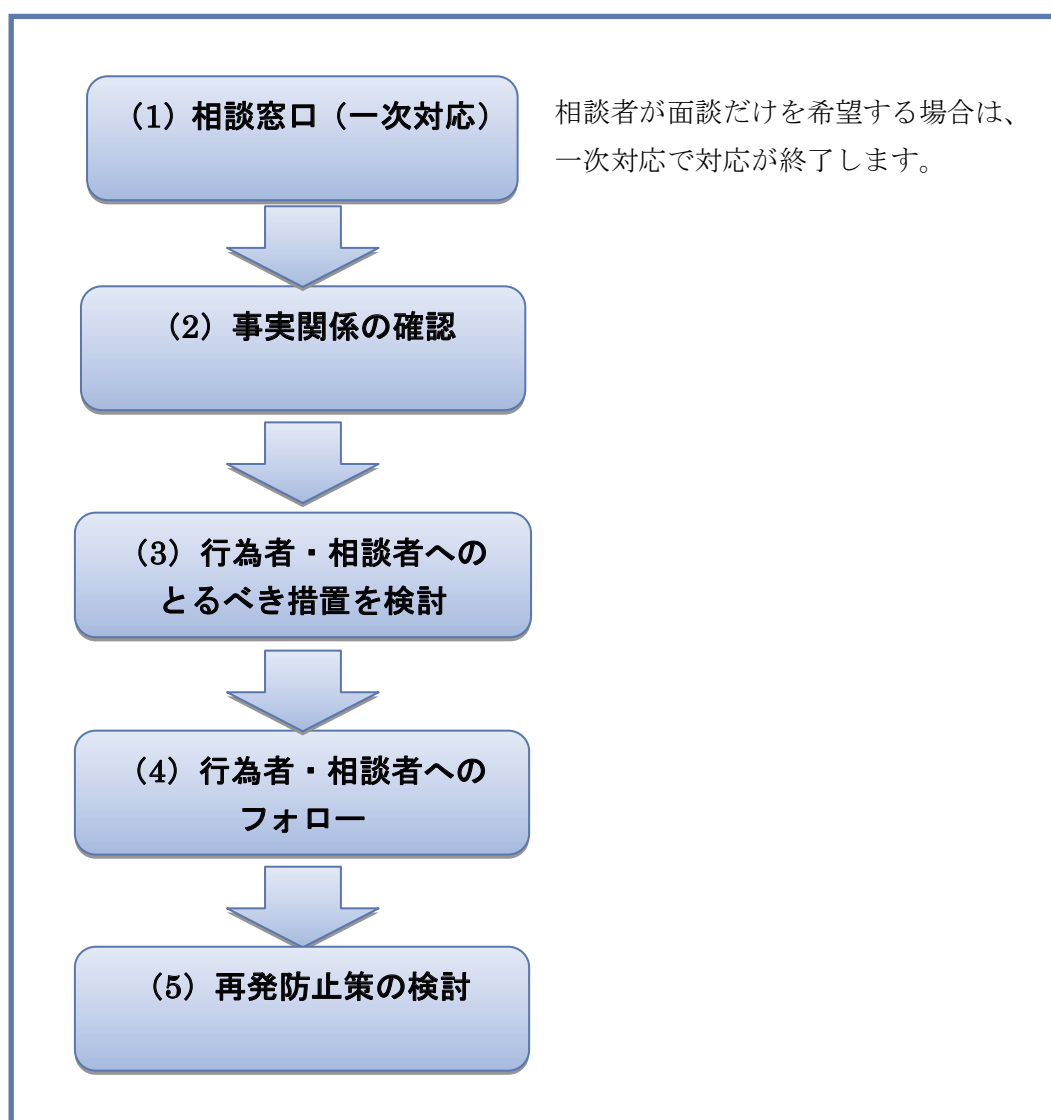 （1）相談窓口（一次対応）
相談者が面談だけを希望する場合は、
一次対応で対応が終了します。
（2）事実関係の確認
（3）行為者・相談者への
とるべき措置を検討
（4）行為者・相談者への
フォロー
（5）再発防止策の検討